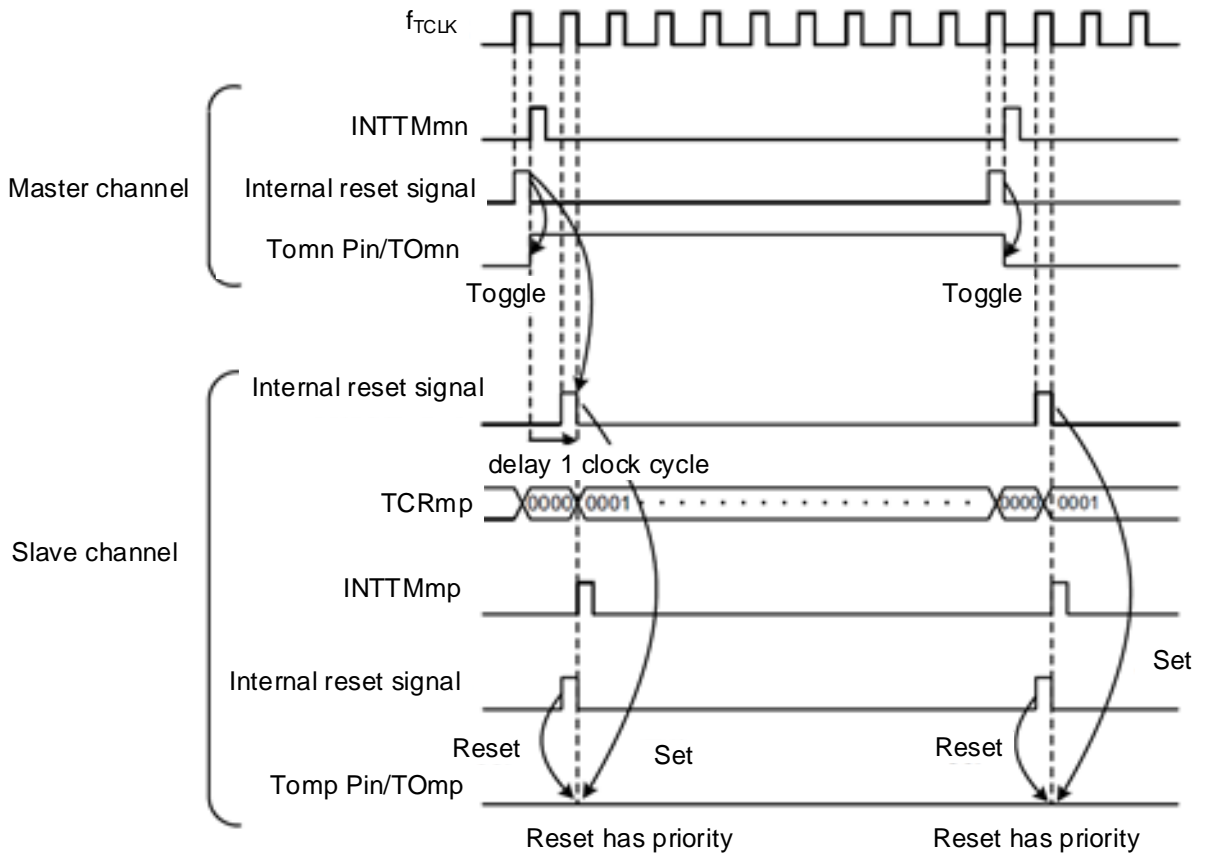 fTCLK
INTTMmn
Master channel
Internal reset signal
Tomn Pin/TOmn
Toggle
Toggle
Internal reset signal
delay 1 clock cycle
TCRmp
0000
0001
0000
0001
Slave channel
INTTMmp
Set
Internal reset signal
Reset
Set
Reset
Tomp Pin/TOmp
Reset has priority
Reset has priority